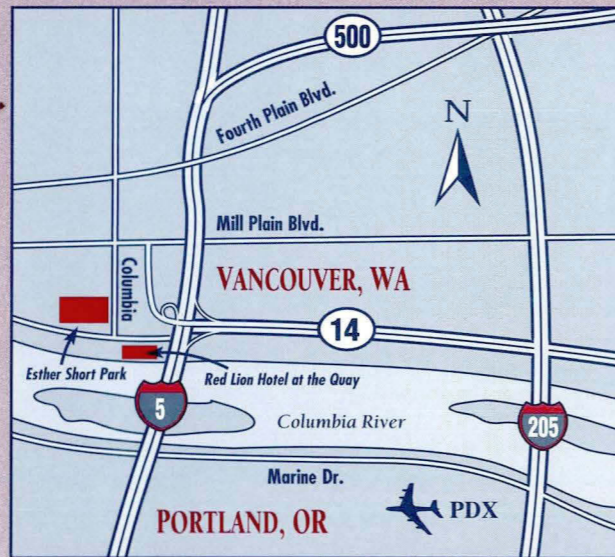 500
Fourth Plain Blvd.
N
Mill Plain Blvd.
Columbia
VANCOUVER, WA
14
Esther Short Park
Red Lion Hotel at the Quay
5
Columbia River
205
Marine Dr.
PORTLAND, OR
PDX